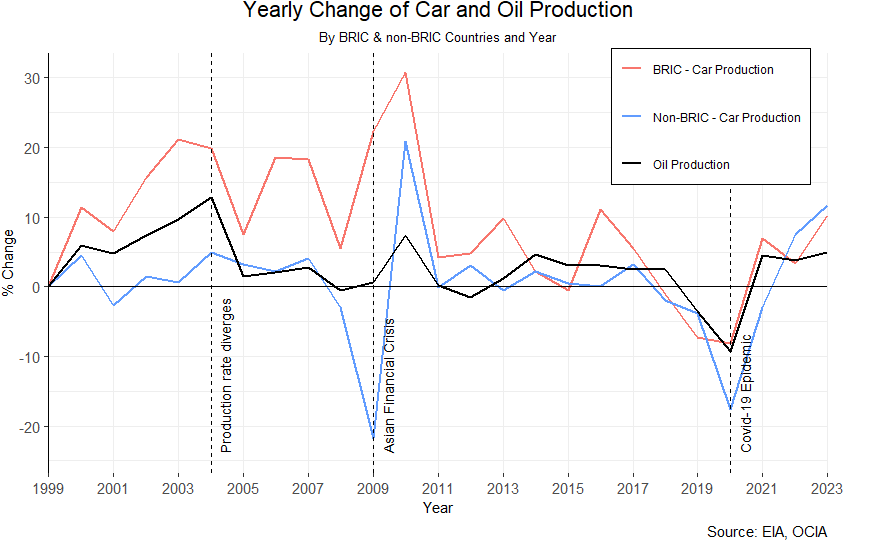 Yearly Change of Car and Oil Production
By BRIC & non-BRIC Countries and Year
BRIC - Car Production
Non-BRIC - Car Production
Oil Production
30
20
10
0
-10
-20
% Change
Production rate diverges
Asian Financial Crisis
Covid-19 Epidemic
1999 2001 2003 2005 2007 2009 2011 2013 2015 2017 2019 2021 2023
Year
Source: EIA, OCIA